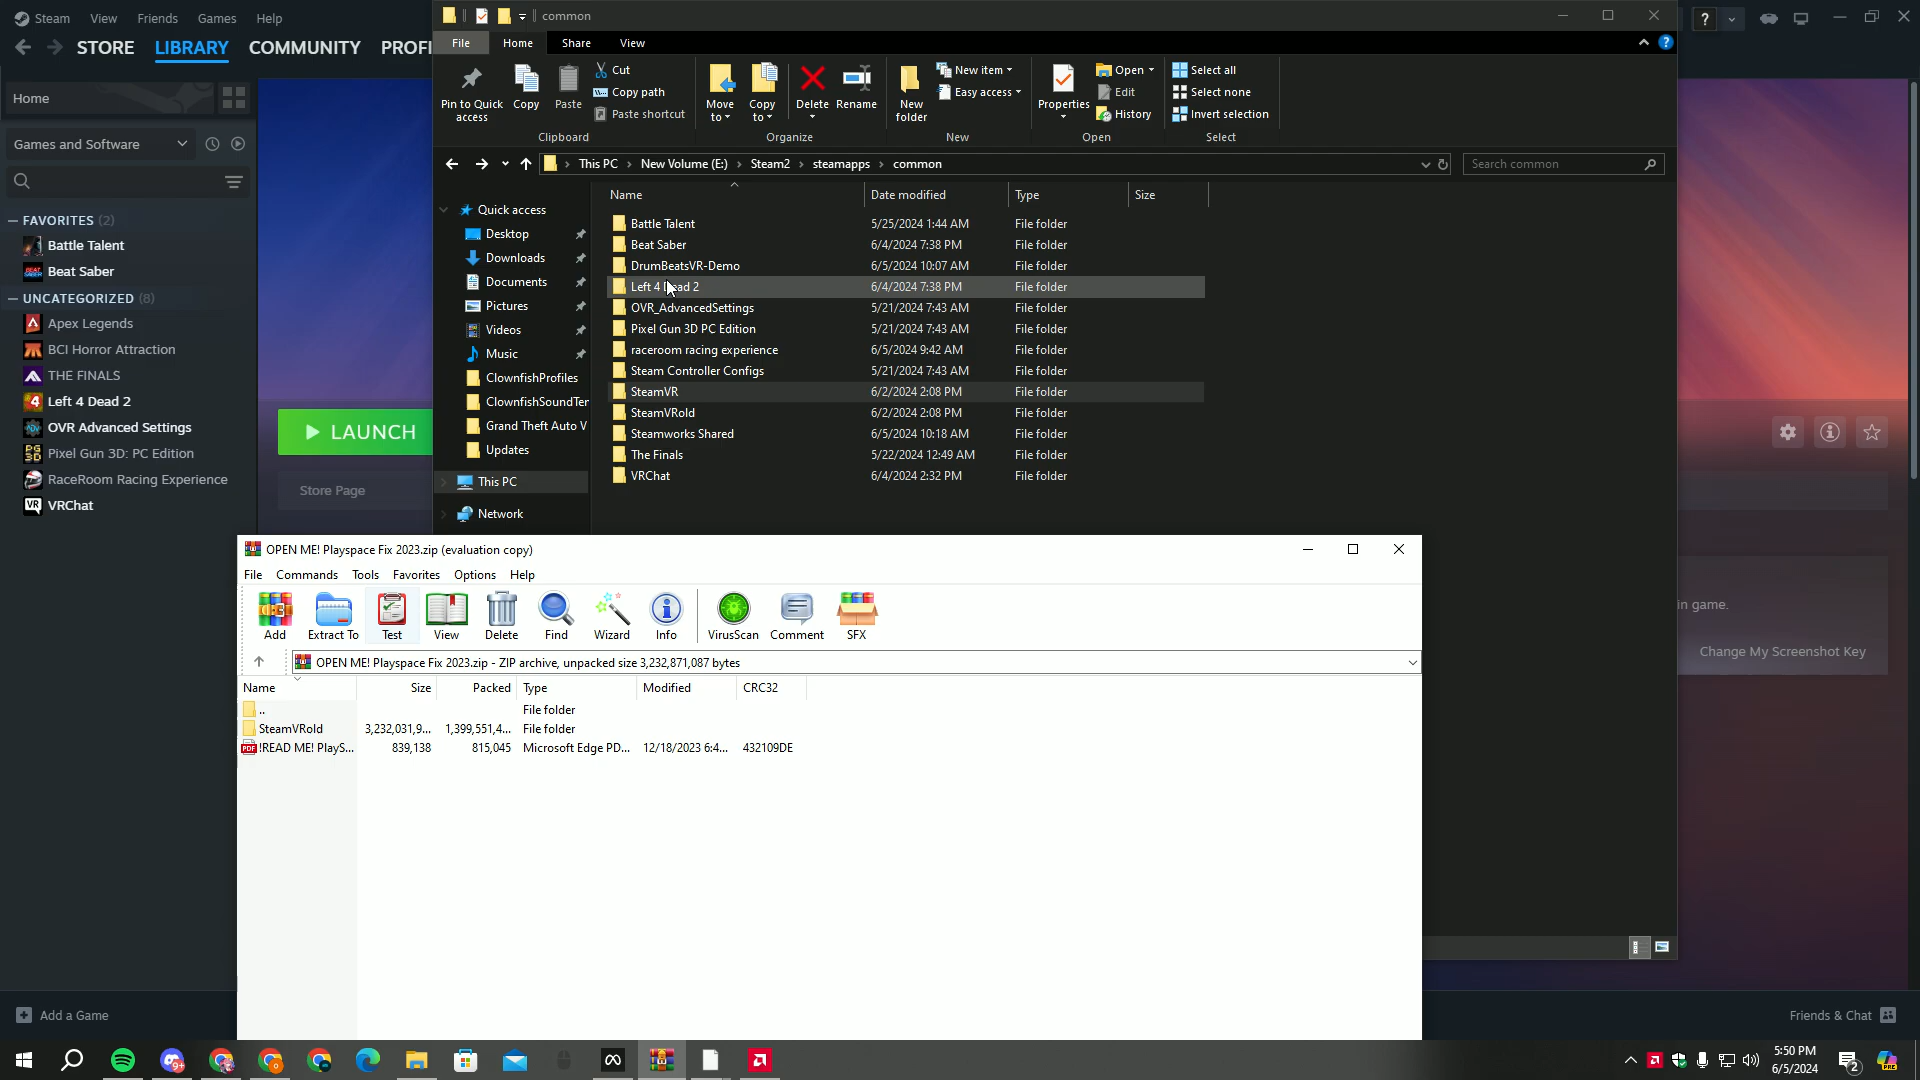 Steam View Friends Games Help
STORE LIBRARY COMMUNITY PROFI
Home
Games and Software
FAVORITES (2)
Battle Talent
Beat Saber
UNCATEGORIZED (8)
Apex Legends
BCI Horror Attraction
THE FINALS
Left 4 Dead 2
OVR Advanced Settings
Pixel Gun 3D: PC Edition
RaceRoom Racing Experience
VRChat
Add a Game
LAUNCH
Store Page
common
File Home Share View
Pin to Quick access
Copy
Paste
Cut
Copy path
Paste shortcut
Clipboard
Move to
Copy to
Delete
Rename
Organize
New folder
New item
Easy access
New
Properties
Open
Edit
History
Open
Select all
Select none
Invert selection
Select
This PC > New Volume (E:) > Steam2 > steamapps > common
Search common
Quick access
Desktop
Downloads
Documents
Pictures
Videos
Music
ClownfishProfiles
ClownfishSoundTer
Grand Theft Auto V
Updates
This PC
Network
Name Date modified Type Size
Battle Talent 5/25/2024 1:44 AM File folder
Beat Saber 6/4/2024 7:38 PM File folder
DrumBeatsVR-Demo 6/5/2024 10:07 AM File folder
Left 4 Dead 2 6/4/2024 7:38 PM File folder
OVR_AdvancedSettings 5/21/2024 7:43 AM File folder
Pixel Gun 3D PC Edition 5/21/2024 7:43 AM File folder
raceroom racing experience 6/5/2024 9:42 AM File folder
Steam Controller Configs 5/21/2024 7:43 AM File folder
SteamVR 6/2/2024 2:08 PM File folder
SteamVRold 6/2/2024 2:08 PM File folder
Steamworks Shared 6/5/2024 10:18 AM File folder
The Finals 5/22/2024 12:49 AM File folder
VRChat 6/4/2024 2:32 PM File folder
OPEN ME! Playspace Fix 2023.zip (evaluation copy)
File Commands Tools Favorites Options Help
Add Extract To Test View Delete Find Wizard Info VirusScan Comment SFX
OPEN ME! Playspace Fix 2023.zip - ZIP archive, unpacked size 3,232,871,087 bytes
Name Size Packed Type Modified CRC32
.. File folder
SteamVRold 3,232,031,9... 1,399,551,4... File folder
!READ ME! PlayS... 839,138 815,045 Microsoft Edge PD... 12/18/2023 6:4... 432109DE
in game.
Change My Screenshot Key
Friends & Chat
5:50 PM
6/5/2024
2